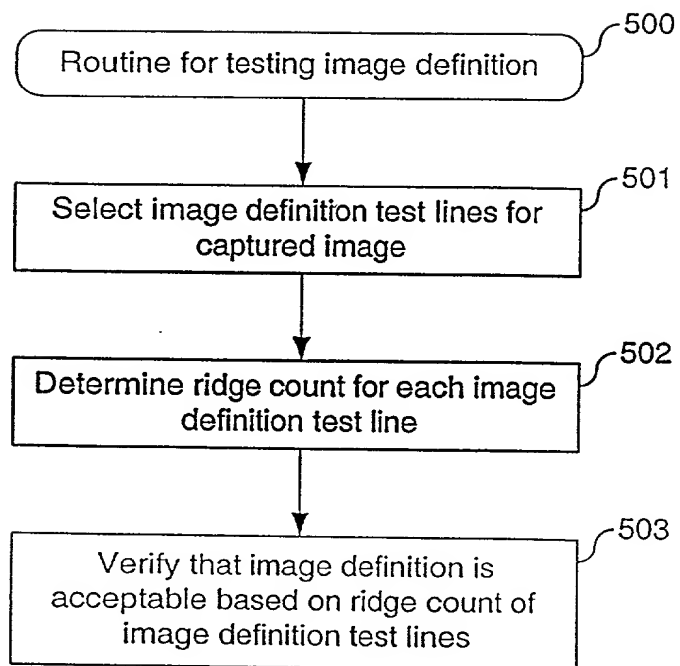 500
Routine for testing image definition
501
Select image definition test lines for
captured image
502
Determine ridge count for each image
definition test line
503
Verify that image definition is
acceptable based on ridge count of
image definition test lines